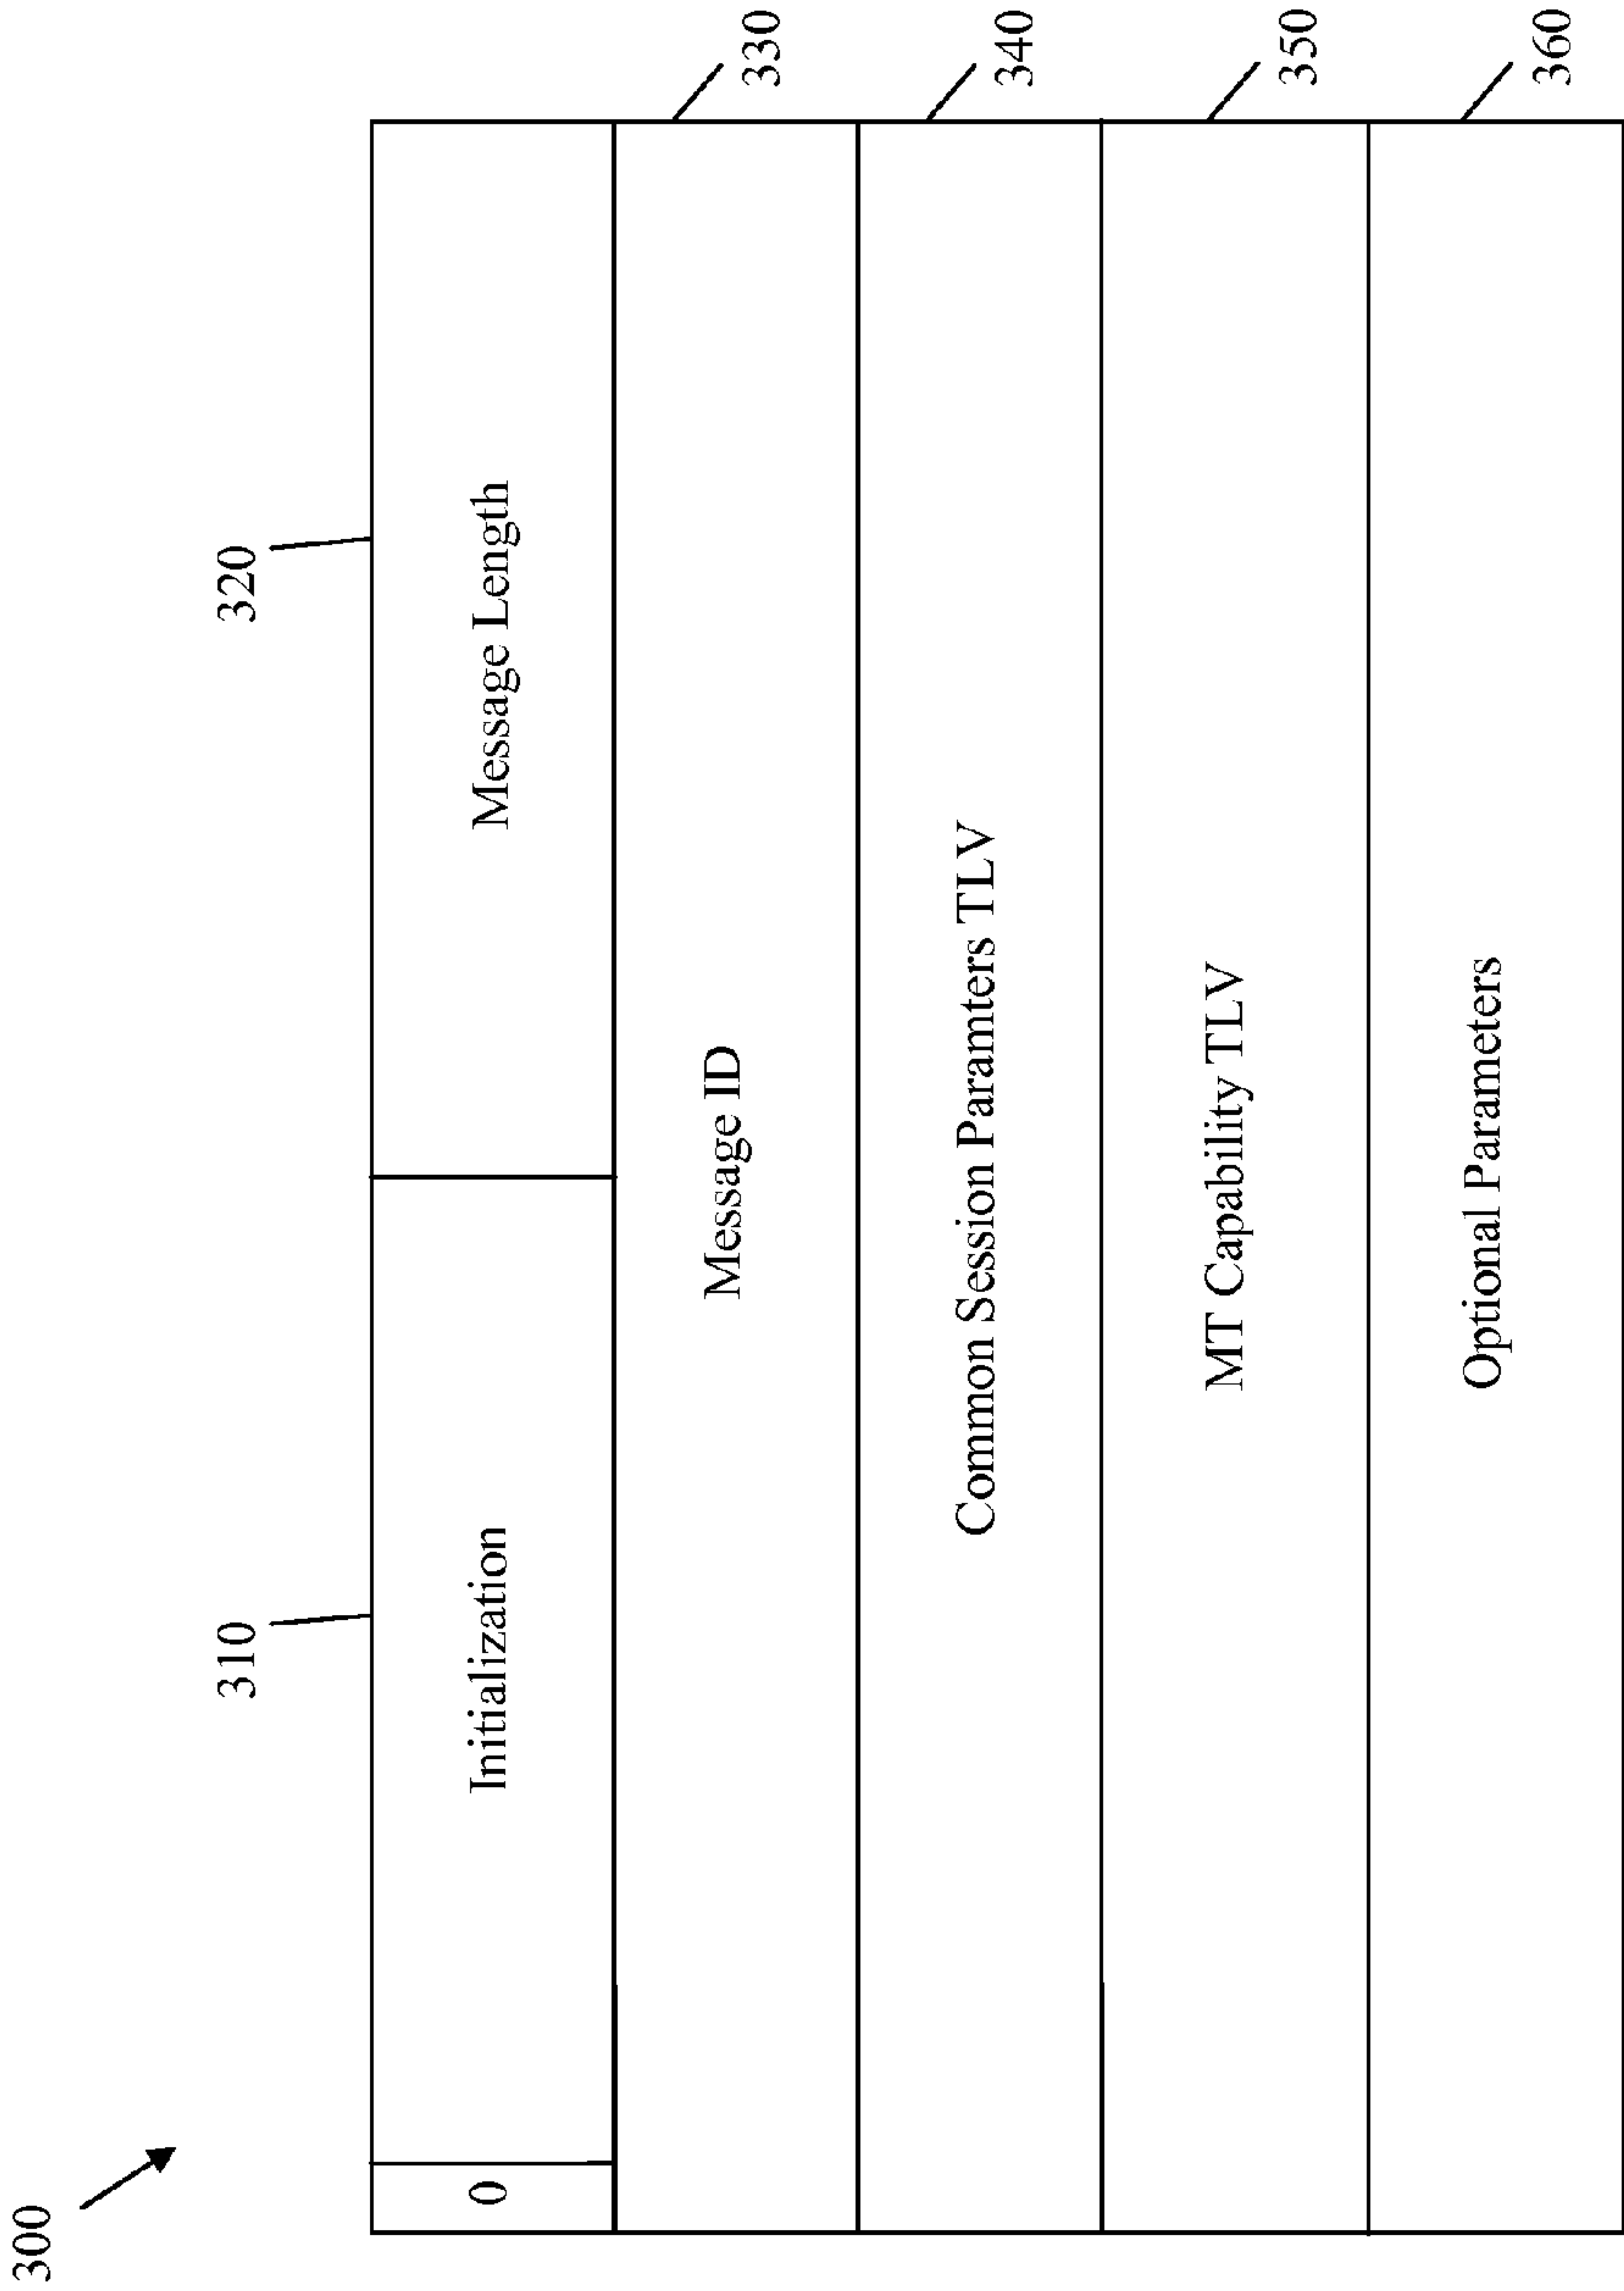 300
310
320
0
Initialization
Message Length
Message ID
330
Common Session Paramters TLV
340
MT Capability TLV
350
Optional Parameters
360